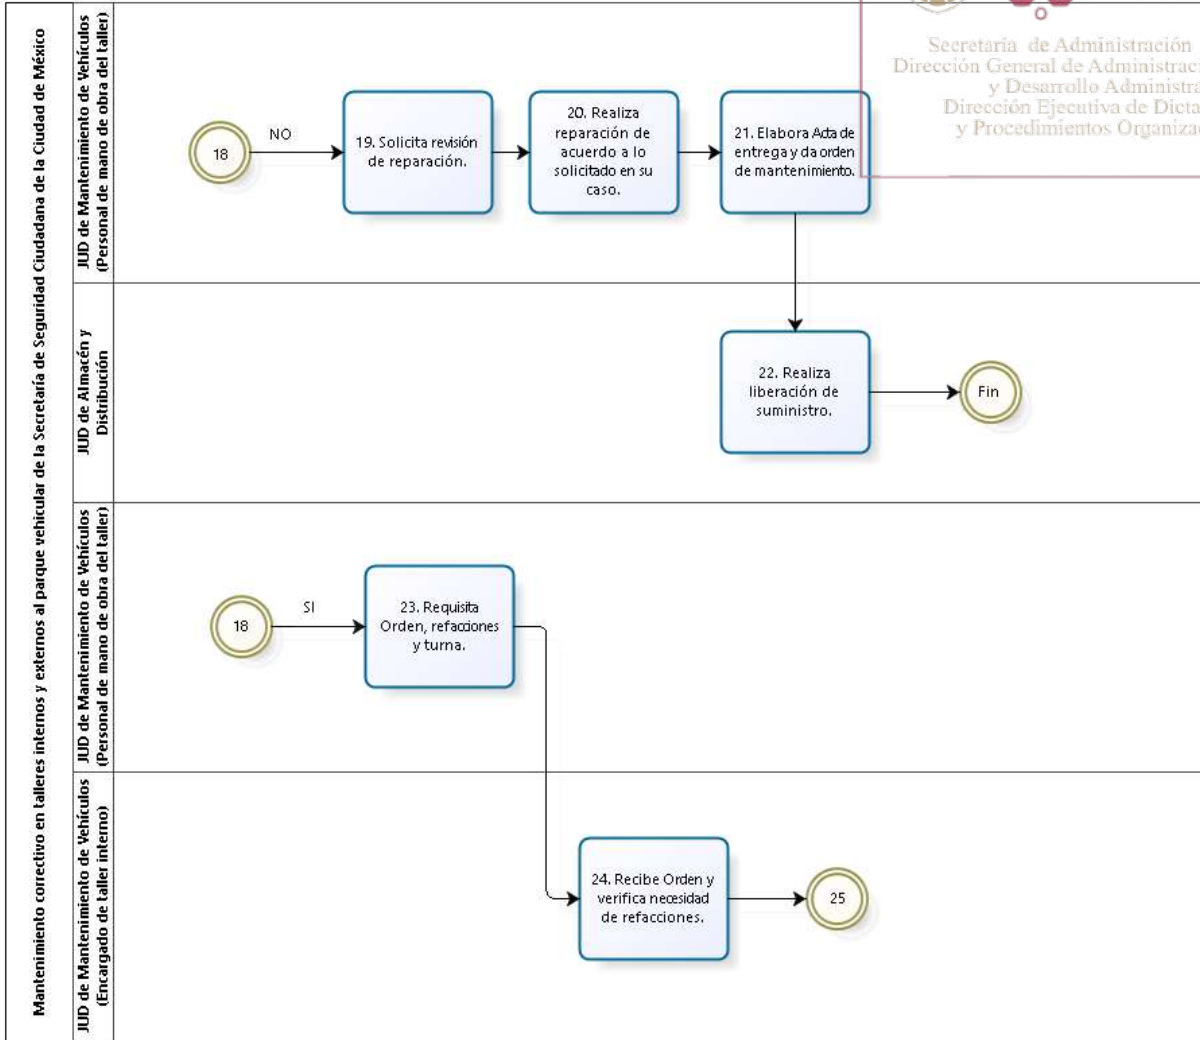 Mantenimiento correctivo en talleres internos y externos al parque vehicular de la Secretaría de Seguridad Ciudadana de la Ciudad de México
JUD de Mantenimiento de Vehículos
(Personal de mano de obra del taller)
Secretaría de Administración
Dirección General de
y Desarrollo
Dirección Ejecutiva de
y Procedimientos
18
NO
19. Solicita revisión
de reparación.
20. Realiza
reparación de
acuerdo a lo
solicitado en su
caso.
21. Elabora Acta de
entrega y da orden
de mantenimiento.
JUD de Almacén y
Distribución
22. Realiza
liberación de
suministro.
Fin
JUD de Mantenimiento de Vehículos
(Personal de mano de obra del taller)
18
SI
23. Requisita
Orden, refacciones
y turna.
JUD de Mantenimiento de Vehículos
(Encargado de taller interno)
24. Recibe Orden y
verifica necesidad
de refacciones.
25